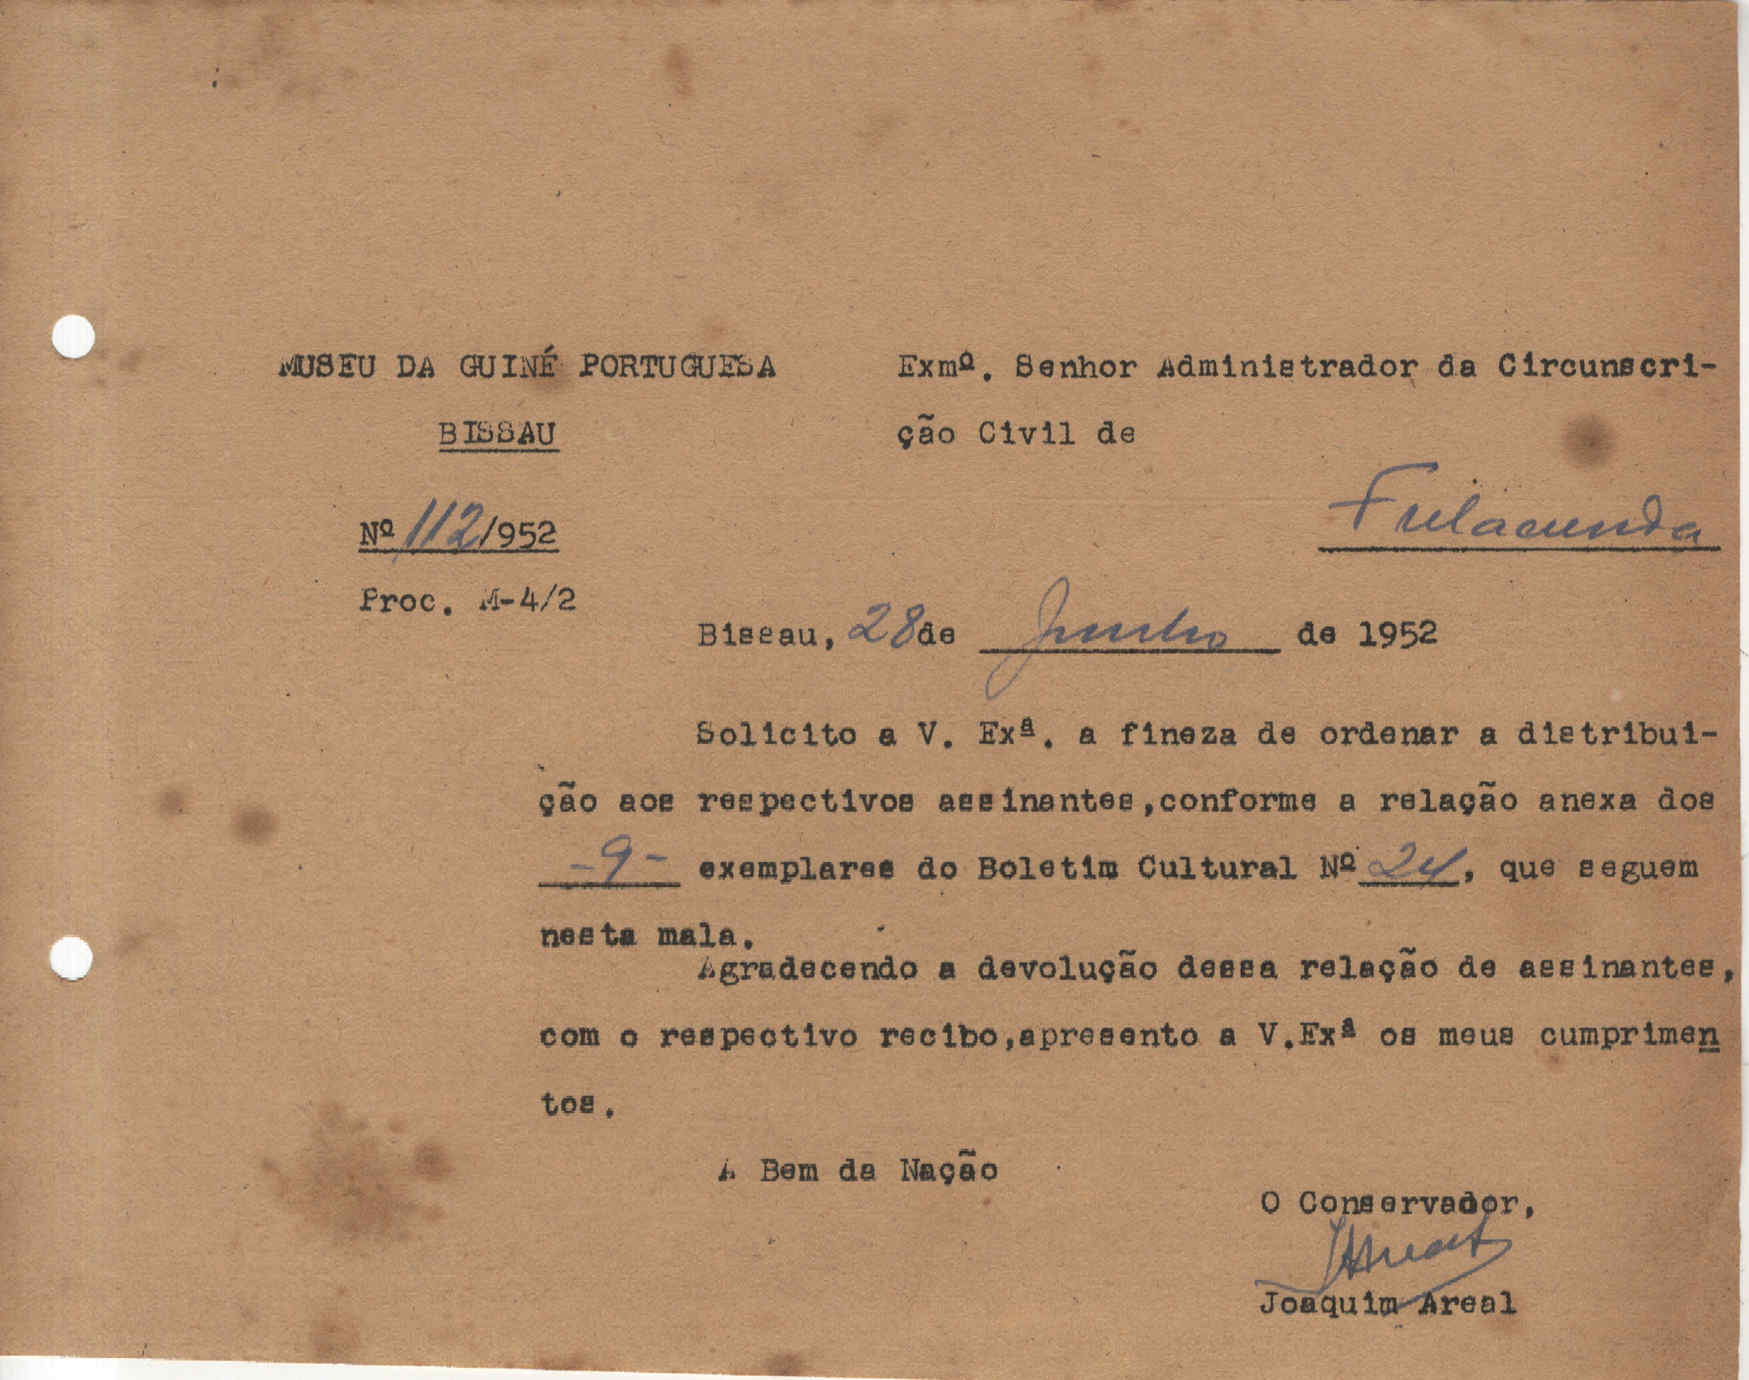 MUSEU DA GUINÉ PORTUGUESA
BISSAU
Nº 112/952
Proc. M-4/2
Exmº. Senhor Administrador da Circunscri-
ção Civil de
Fulacunda
Bissau, 28 de Junho de 1952
Solicito a V. Exª. a fineza de ordenar a distribui-
ção aos respectivos assinantes,conforme a relação anexa dos
-9- exemplares do Boletim Cultural Nº 24, que seguem
nesta mala.
Agradecendo a devolução dessa relação de assinantes,
com o respectivo recibo,apresento a V.Exª os meus cumprimen
tos.
A Bem da Nação
O Conservador,
JAreal
Joaquim Areal